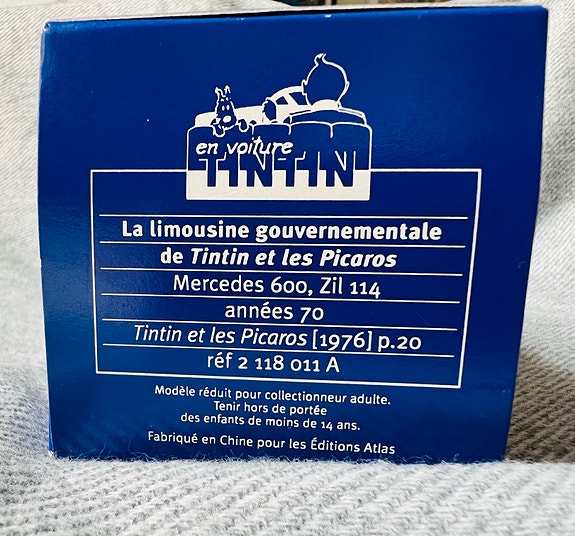 en voiture
TINTIN
La limousine gouvernementale
de Tintin et les Picaros
Mercedes 600, Zil 114
années 70
Tintin et les Picaros [1976] p.20
réf 2 118 011 A
Modèle réduit pour collectionneur adulte.
Tenir hors de portée
des enfants de moins de 14 ans.
Fabriqué en Chine pour les Éditions Atlas